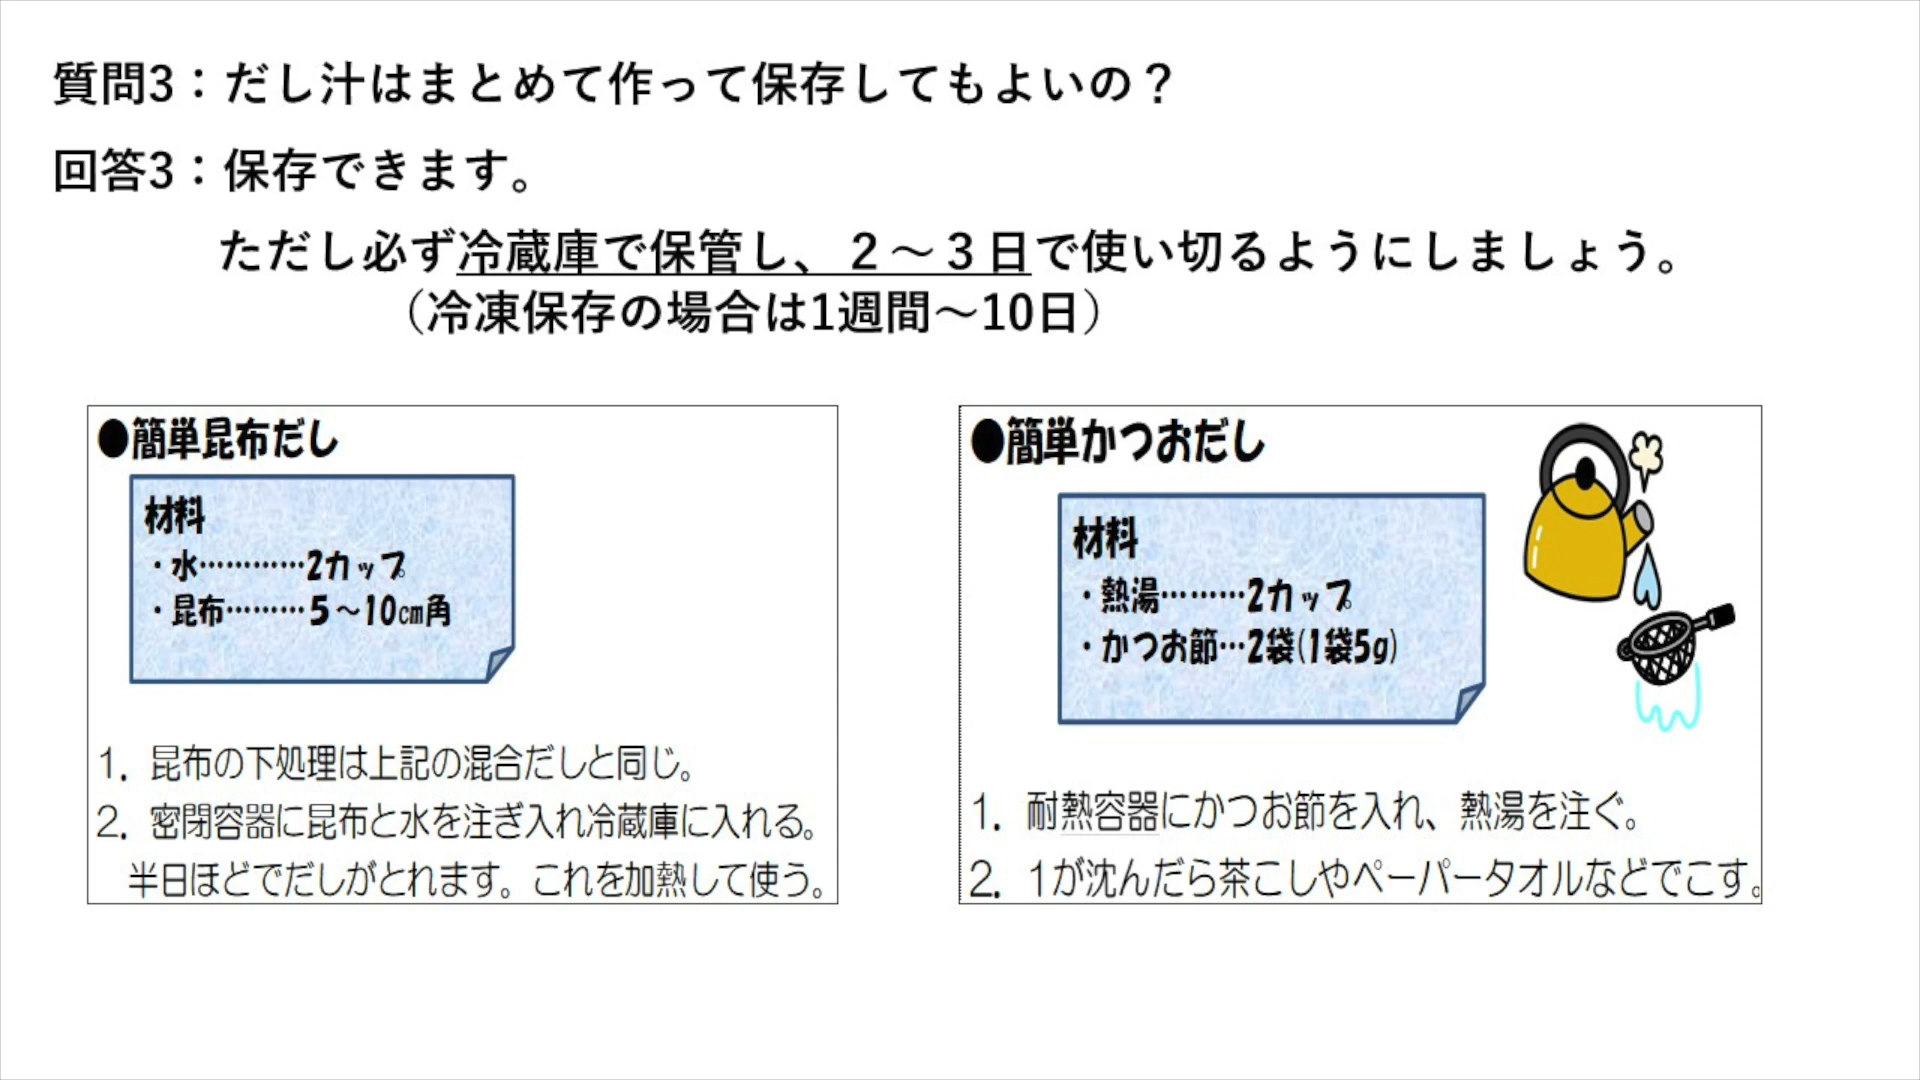 質問3：だし汁はまとめて作って保存してもよいの？
回答3：保存できます。
ただし必ず冷蔵庫で保管し、２～３日で使い切るようにしましょう。
（冷凍保存の場合は1週間～10日）
●簡単昆布だし
材料
・水…………2カップ
・昆布………５～10㎝角
1．昆布の下処理は上記の混合だしと同じ。
2．密閉容器に昆布と水を注ぎ入れ冷蔵庫に入れる。
半日ほどでだしがとれます。これを加熱して使う。
●簡単かつおだし
材料
・熱湯………2カップ
・かつお節…2袋(1袋5g)
1．耐熱容器にかつお節を入れ、熱湯を注ぐ。
2．1が沈んだら茶こしやペーパータオルなどでこす。